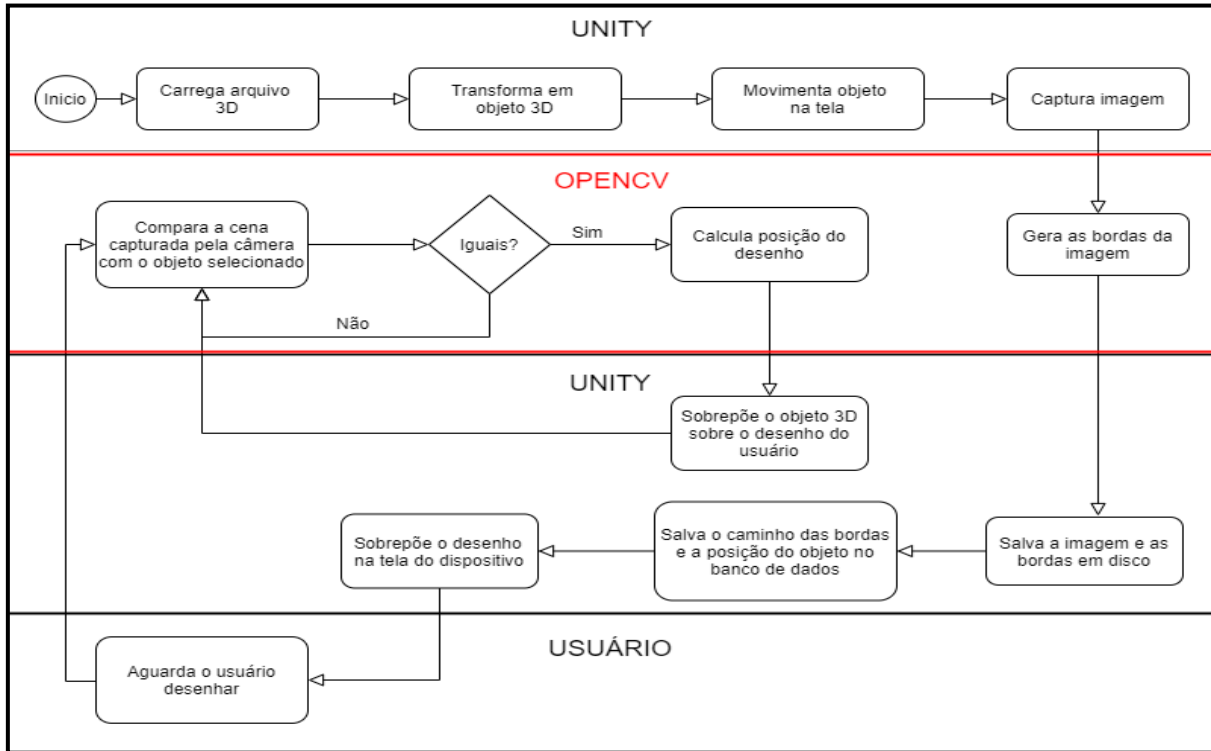 UNITY
Inicio
Carrega arquivo
3D
Transforma em
objeto 3D
Movimenta objeto
na tela
Captura imagem
OPENCV
Compara a cena
capturada pela câmera
com o objeto selecionado
Iguais?
Sim
Não
Calcula posição do
desenho
Gera as bordas da
imagem
UNITY
Sobrepõe o objeto 3D
sobre o desenho do
usuário
Sobrepõe o desenho
na tela do dispositivo
Salva o caminho das bordas
e a posição do objeto no
banco de dados
Salva a imagem e as
bordas em disco
USUÁRIO
Aguarda o usuário
desenhar